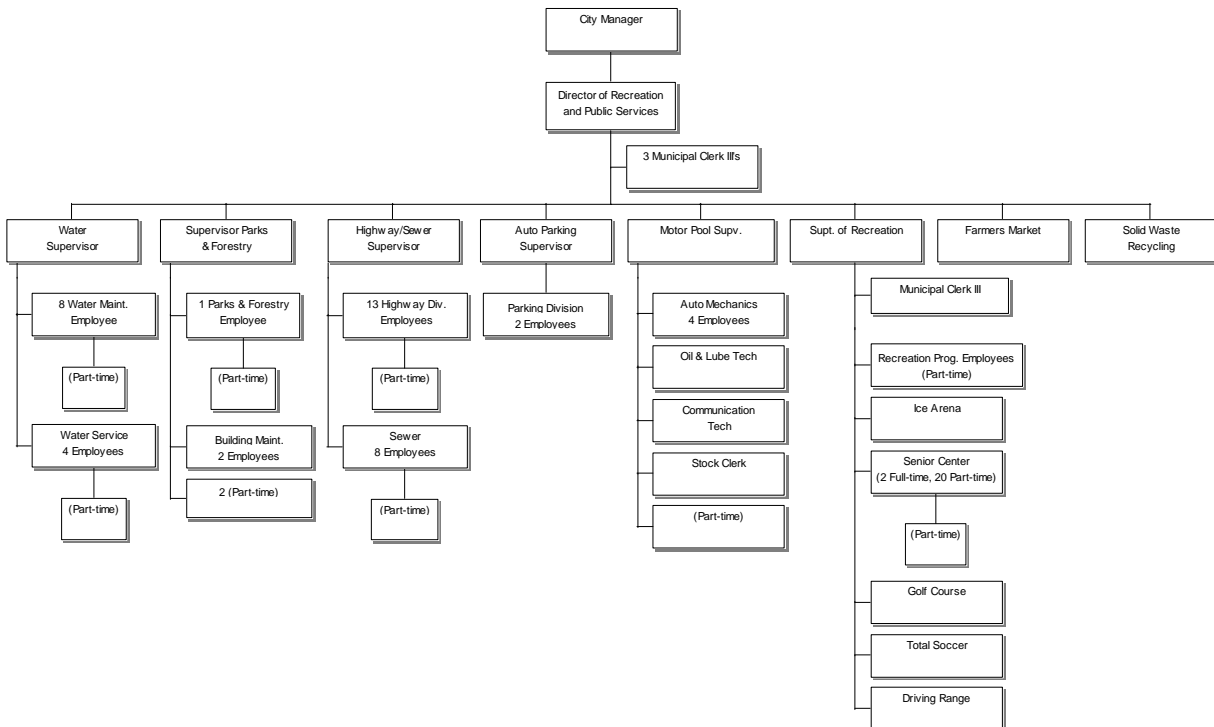 City Manager
Director of Recreation
and Public Services
3 Municipal Clerk III's
Water
Supervisor
Supervisor Parks
& Forestry
Highway/Sewer
Supervisor
Auto Parking
Supervisor
Motor Pool Supv.
Supt. of Recreation
Farmers Market
Solid Waste
Recycling
8 Water Maint.
Employee
(Part-time)
Water Service
4 Employees
(Part-time)
1 Parks & Forestry
Employee
(Part-time)
Building Maint.
2 Employees
2 (Part-time)
13 Highway Div.
Employees
(Part-time)
Sewer
8 Employees
(Part-time)
Parking Division
2 Employees
Auto Mechanics
4 Employees
Oil & Lube Tech
Communication
Tech
Stock Clerk
(Part-time)
Municipal Clerk III
Recreation Prog. Employees
(Part-time)
Ice Arena
Senior Center
(2 Full-time, 20 Part-time)
(Part-time)
Golf Course
Total Soccer
Driving Range